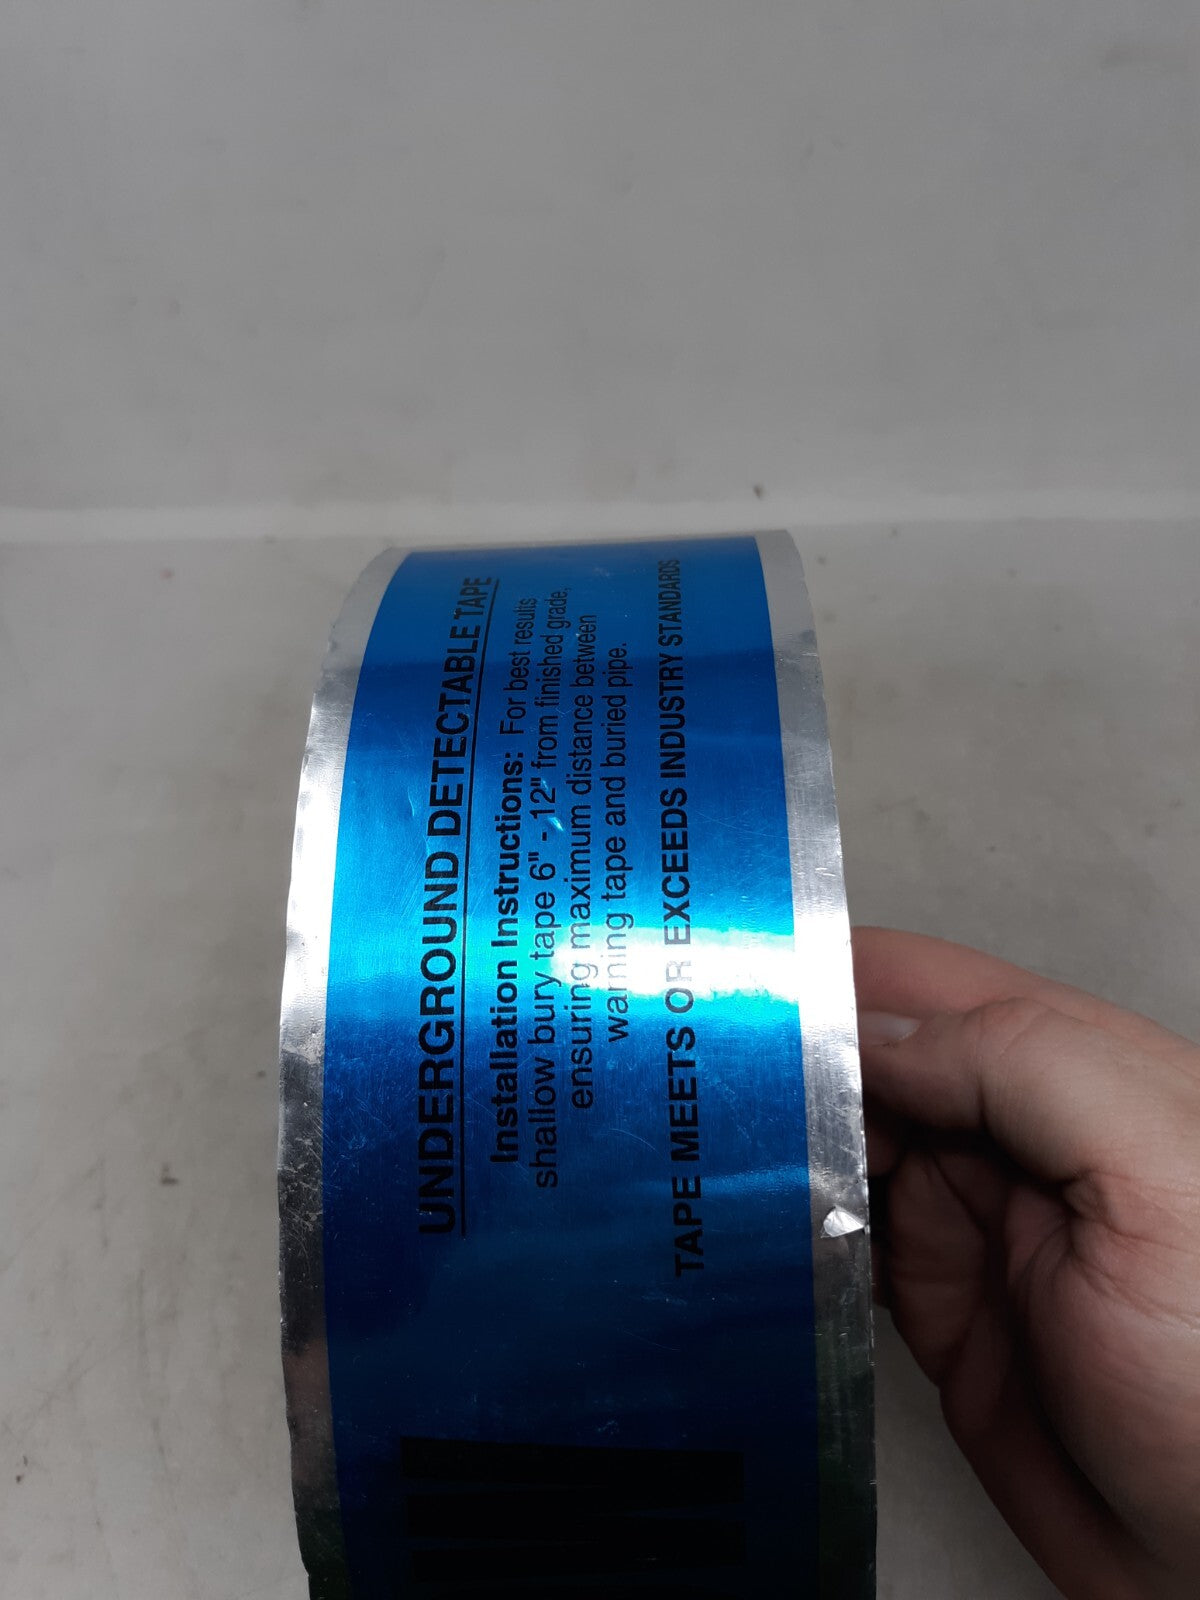 UNDERGROUND DETECTABLE TAPE
Installation Instructions: For best results
shallow bury tape 6" - 12" from finished grade,
ensuring maximum distance between
warning tape and buried pipe.
TAPE MEETS OR EXCEEDS INDUSTRY STANDARDS